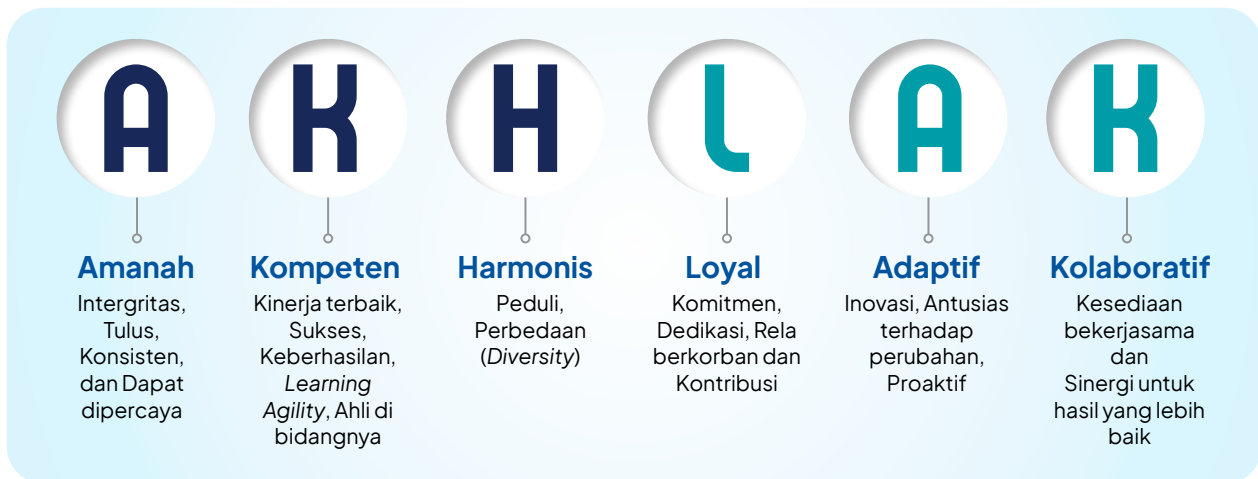 A K H L A K
Amanah
Intergritas,
Tulus,
Konsisten,
dan Dapat
dipercaya
Kompeten
Kinerja terbaik,
Sukses,
Keberhasilan,
Learning
Agility, Ahli di
bidangnya
Harmonis
Peduli,
Perbedaan
(Diversity)
Loyal
Komitmen,
Dedikasi, Rela
berkorban dan
Kontribusi
Adaptif
Inovasi, Antusias
terhadap
perubahan,
Proaktif
Kolaboratif
Kesediaan
bekerjasama
dan
Sinergi untuk
hasil yang lebih
baik